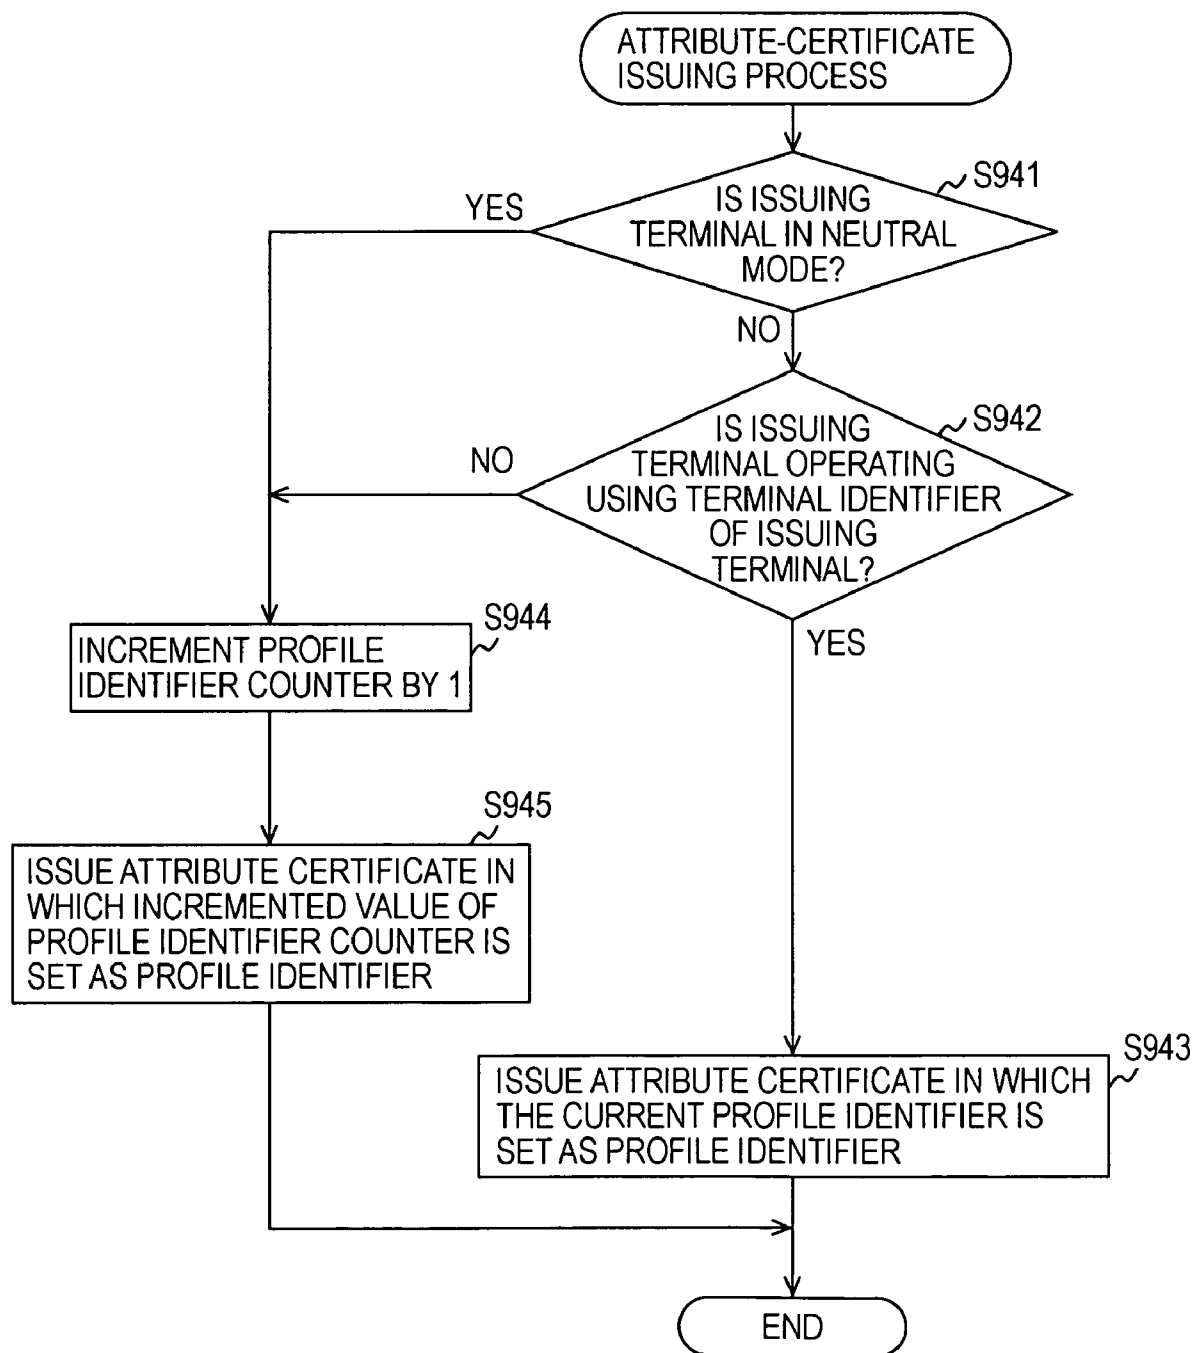 ATTRIBUTE-CERTIFICATE
ISSUING PROCESS
S941
IS ISSUING
TERMINAL IN NEUTRAL
MODE?
YES
NO
S942
IS ISSUING
TERMINAL OPERATING
USING TERMINAL IDENTIFIER
OF ISSUING
TERMINAL?
NO
YES
S944
INCREMENT PROFILE
IDENTIFIER COUNTER BY 1
S945
ISSUE ATTRIBUTE CERTIFICATE IN
WHICH INCREMENTED VALUE OF
PROFILE IDENTIFIER COUNTER IS
SET AS PROFILE IDENTIFIER
S943
ISSUE ATTRIBUTE CERTIFICATE IN WHICH
THE CURRENT PROFILE IDENTIFIER IS
SET AS PROFILE IDENTIFIER
END